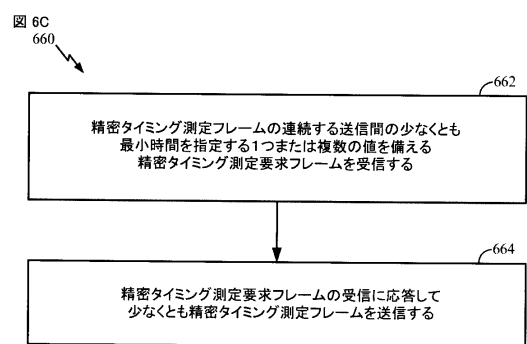 図 6C
660
662
精密タイミング測定フレームの連続する送信間の少なくとも
最小時間を指定する1つまたは複数の値を備える
精密タイミング測定要求フレームを受信する
664
精密タイミング測定要求フレームの受信に応答して
少なくとも精密タイミング測定フレームを送信する